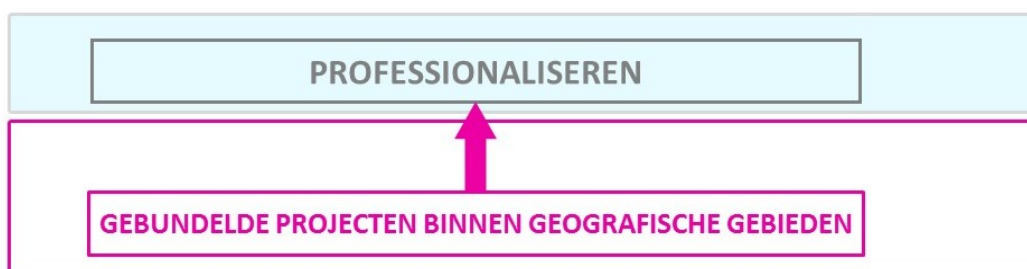 PROFESSIONALISEREN
GEBUNDELDE PROJECTEN BINNEN GEOGRAFISCHE GEBIEDEN